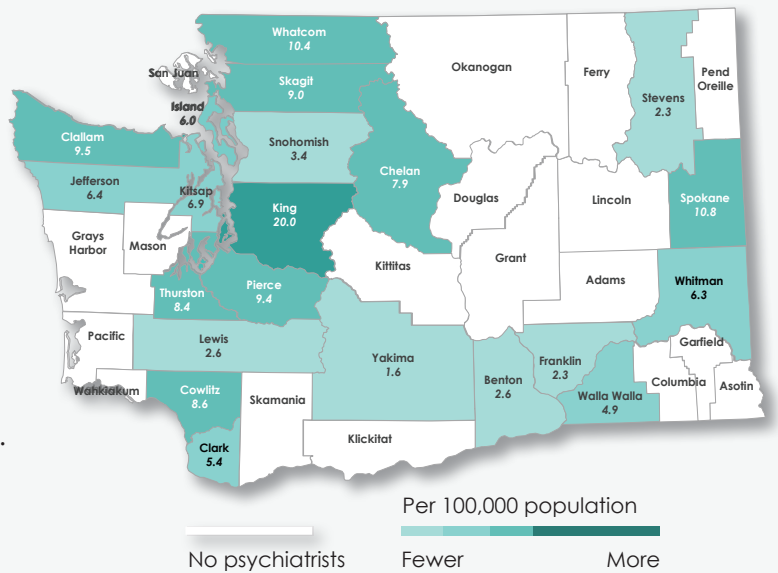 Whatcom
10.4
San Juan
Skagit
9.0
Okanogan
Ferry
Pend
Oreille
Stevens
2.3
Island
6.0
Clallam
9.5
Snohomish
3.4
Chelan
7.9
Jefferson
6.4
Kitsap
6.9
Douglas
Lincoln
Spokane
10.8
King
20.0
Grays
Harbor
Mason
Kittitas
Grant
Adams
Whitman
6.3
Thurston
8.4
Pierce
9.4
Pacific
Lewis
2.6
Yakima
1.6
Benton
2.6
Franklin
2.3
Garfield
Walla Walla
4.9
Columbia
Asotin
Wahkiakum
Cowlitz
8.6
Skamania
Klickitat
Clark
5.4
.
Per 100,000 population
No psychiatrists
Fewer
More